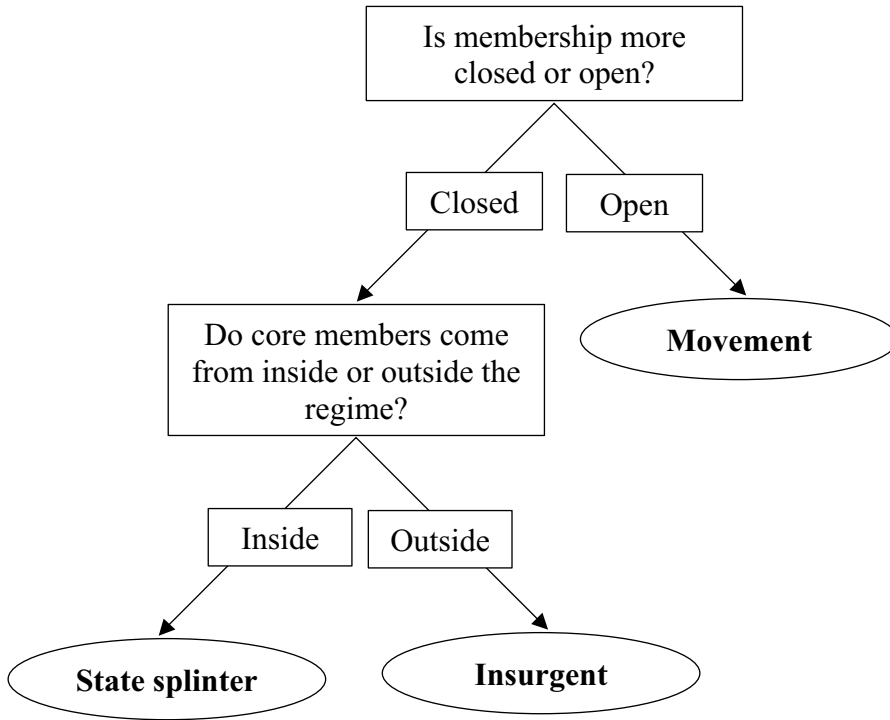 Is membership more
closed or open?
Closed
Open
Movement
Do core members come
from inside or outside the
regime?
Inside
Outside
State splinter
Insurgent